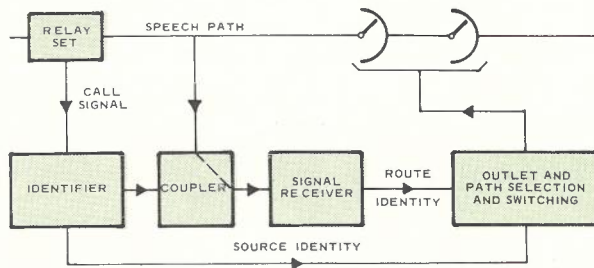 RELAY
SET
SPEECH PATH
CALL
SIGNAL
IDENTIFIER
COUPLER
SIGNAL
RECEIVER
ROUTE
IDENTITY
OUTLET AND
PATH SELECTION
AND SWITCHING
SOURCE IDENTITY